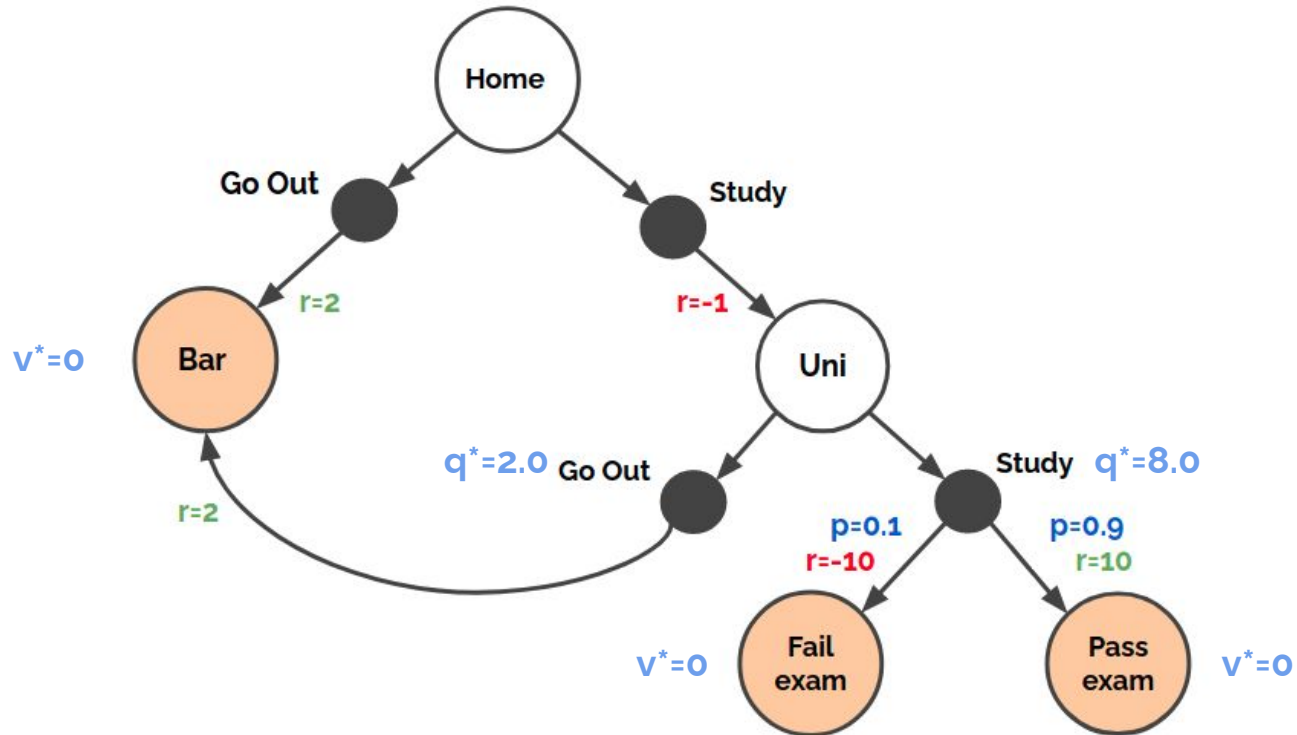 Home
Go Out
Study
r=2
r=-1
v*=0
Bar
Uni
q*=2.0
Go Out
Study
q*=8.0
r=2
p=0.1
p=0.9
r=-10
r=10
v*=0
Fail
exam
Pass
exam
v*=0